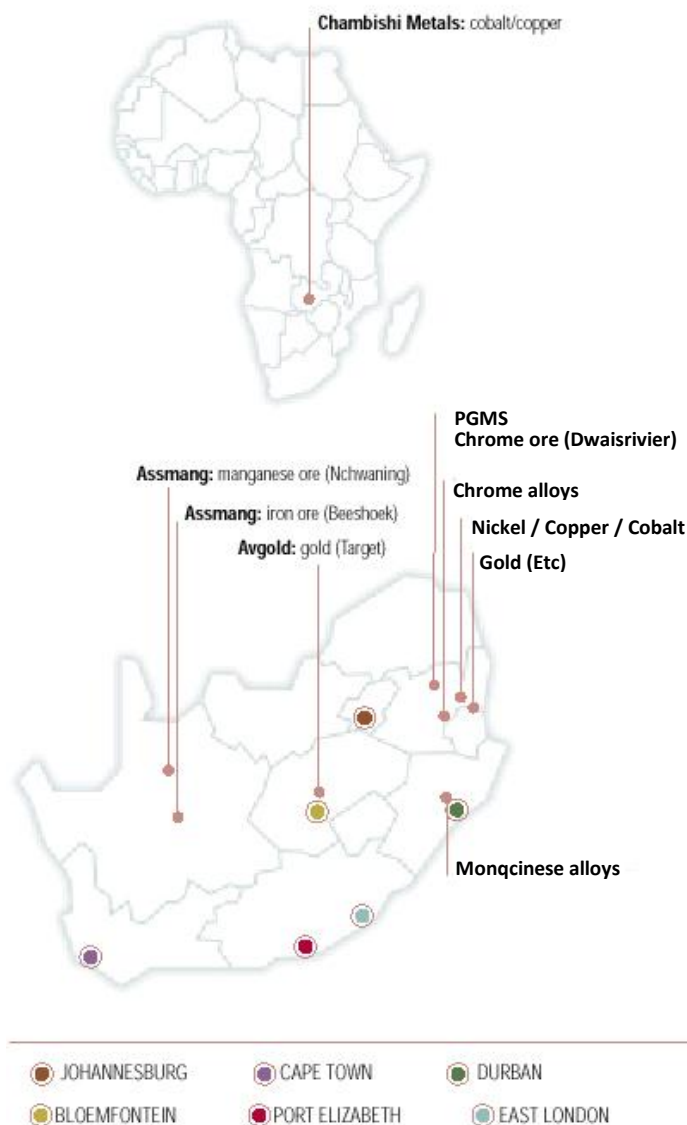 Chambishi Metals: cobalt/copper
PGMS
Chrome ore (Dwaisrivier)
Assmang: manganese ore (Nchwaning)
Chrome alloys
Assmang: iron ore (Beeshoek)
Nickel / Copper / Cobalt
Avgold: gold (Target)
Gold (Etc)
Monqcinese alloys
JOHANNESBURG
CAPE TOWN
DURBAN
BLOEMFONTEIN
PORT ELIZABETH
EAST LONDON